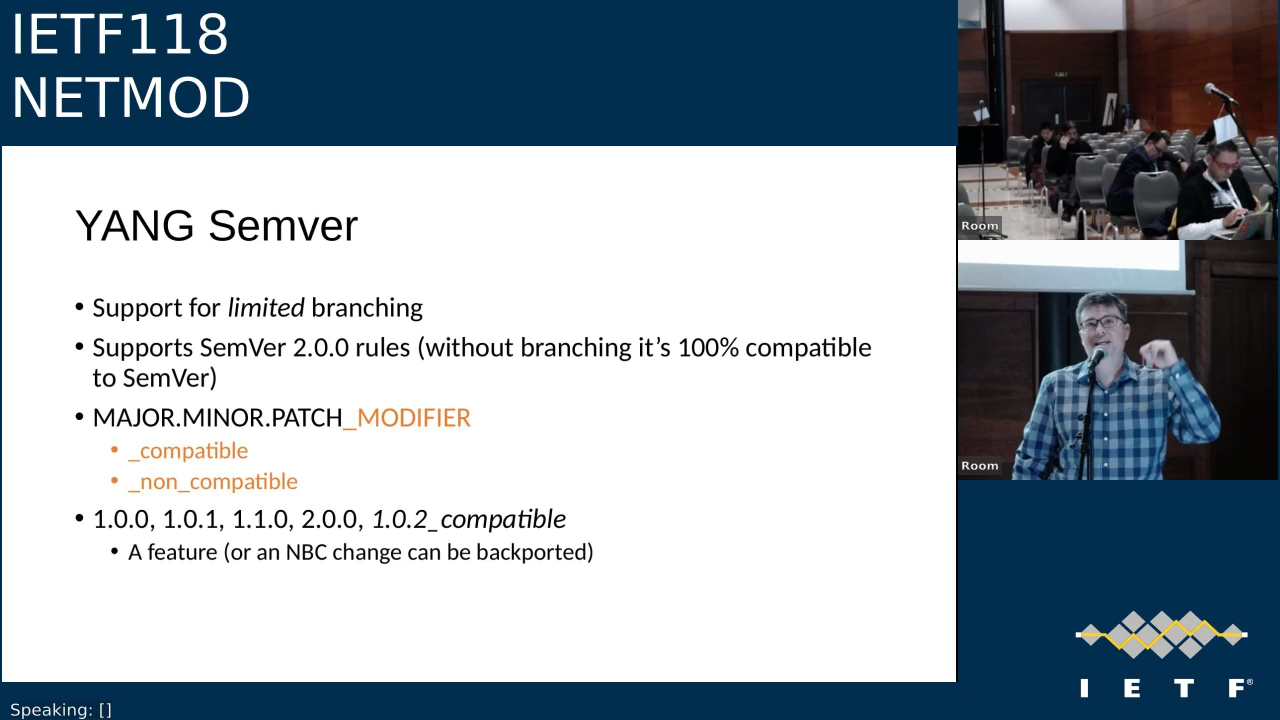 IETF118
NETMOD
YANG Semver
• Support for limited branching
• Supports SemVer 2.0.0 rules (without branching it’s 100% compatible
to SemVer)
• MAJOR.MINOR.PATCH_MODIFIER
• _compatible
• _non_compatible
• 1.0.0, 1.0.1, 1.1.0, 2.0.0, 1.0.2_compatible
• A feature (or an NBC change can be backported)
Room
Room
I E T F®
Speaking: []